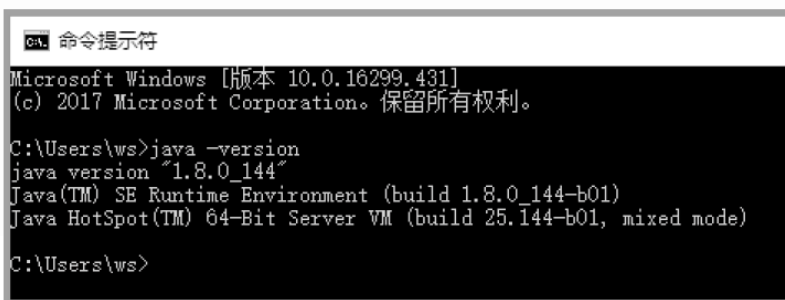 命令提示符
Microsoft Windows [版本 10.0.16299.431]
(c) 2017 Microsoft Corporation。保留所有权利。
C:\Users\ws>java -version
java version "1.8.0_144"
Java(TM) SE Runtime Environment (build 1.8.0_144-b01)
Java HotSpot(TM) 64-Bit Server VM (build 25.144-b01, mixed mode)
C:\Users\ws>